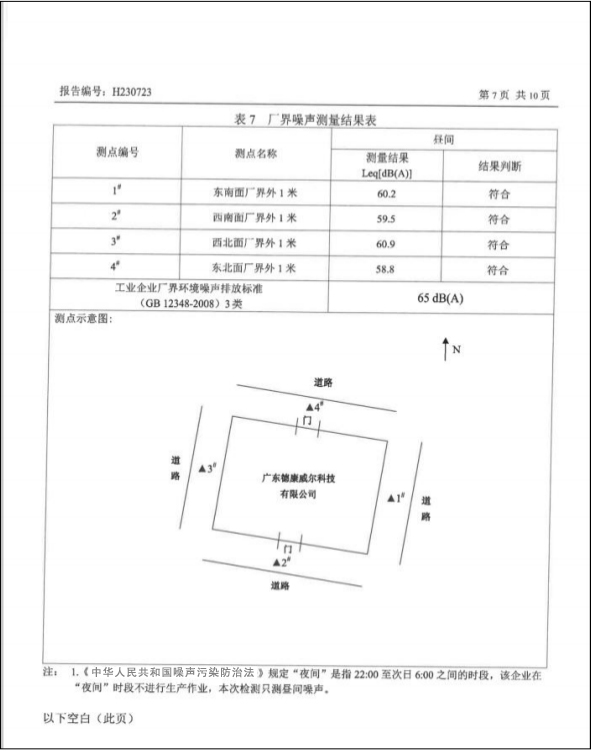 报告编号：H230723
第 7 页 共 10 页
表 7 厂界噪声测量结果表
测点编号 测点名称 昼间
测量结果 Leq[dB(A)] 结果判断
1# 东南面厂界外 1 米 60.2 符合
2# 西南面厂界外 1 米 59.5 符合
3# 西北面厂界外 1 米 60.9 符合
4# 东北面厂界外 1 米 58.8 符合
工业企业厂界环境噪声排放标准
（GB 12348-2008）3 类
65 dB(A)
测点示意图:
N
道路
▲4#
门
道路
▲3#
广东德康威尔科技
有限公司
▲1#
道路
门
▲2#
道路
注： 1.《中华人民共和国噪声污染防治法》规定“夜间”是指 22:00 至次日 6:00 之间的时段，该企业在
“夜间”时段不进行生产作业，本次检测只测昼间噪声。
以下空白（此页）